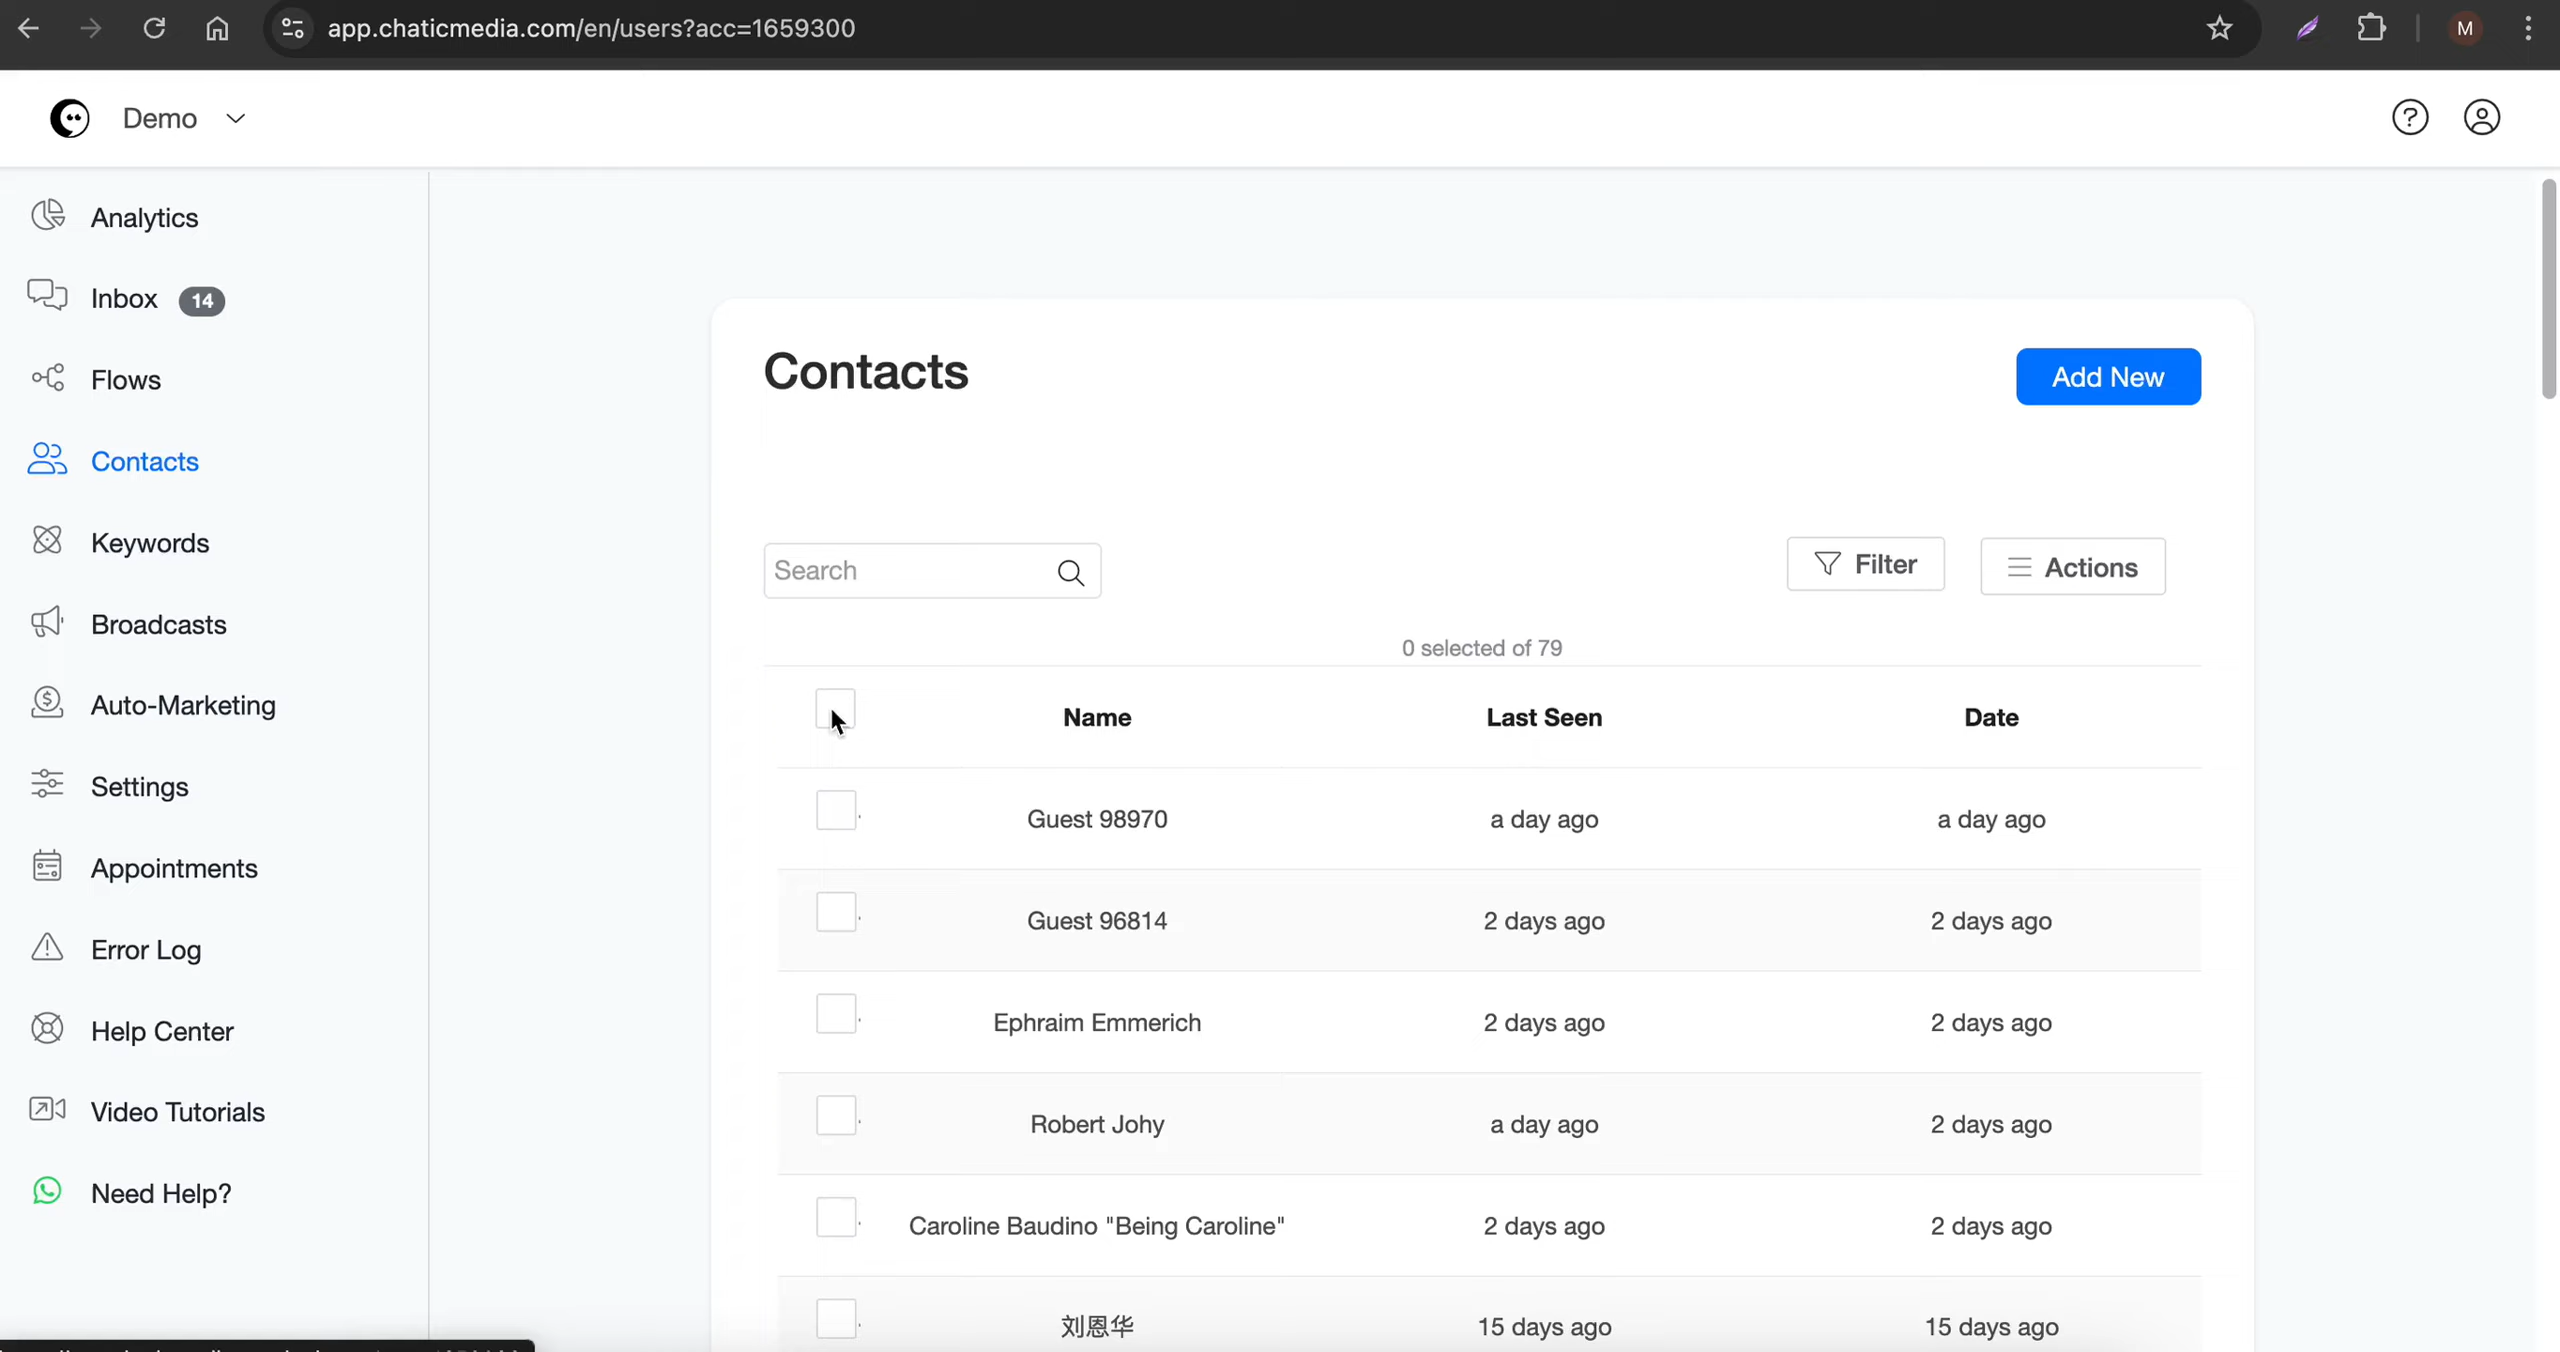 app.chaticmedia.com/en/users?acc=1659300
M
Demo
Analytics
Inbox 14
Flows
Contacts
Keywords
Broadcasts
Auto-Marketing
Settings
Appointments
Error Log
Help Center
Video Tutorials
Need Help?
Contacts
Add New
Search
Filter
Actions
0 selected of 79
Name Last Seen Date
Guest 98970 a day ago a day ago
Guest 96814 2 days ago 2 days ago
Ephraim Emmerich 2 days ago 2 days ago
Robert Johy a day ago 2 days ago
Caroline Baudino "Being Caroline" 2 days ago 2 days ago
刘恩华 15 days ago 15 days ago